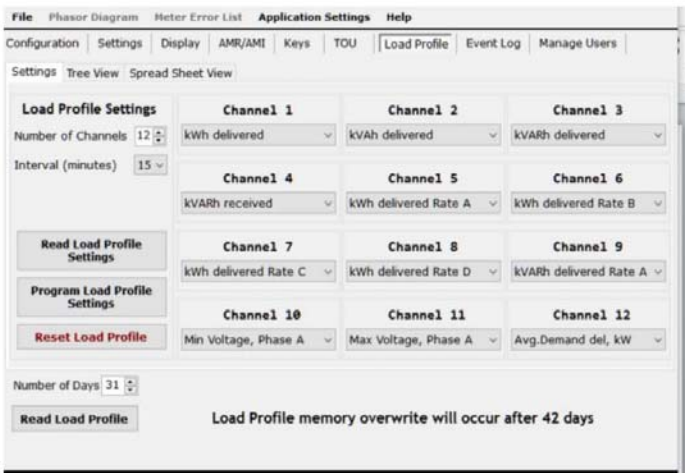 File Phasor Diagram Meter Error List Application Settings Help
Configuration Settings Display AMR/AMI Keys TOU Load Profile Event Log Manage Users
Settings Tree View Spread Sheet View
Load Profile Settings
Number of Channels 12
Interval (minutes) 15
Channel 1 Channel 2 Channel 3
kWh delivered kVAh delivered kVARh delivered
Channel 4 Channel 5 Channel 6
kVARh received kWh delivered Rate A kWh delivered Rate B
Read Load Profile
Settings
Channel 7 Channel 8 Channel 9
kWh delivered Rate C kWh delivered Rate D kVARh delivered Rate A
Program Load Profile
Settings
Channel 10 Channel 11 Channel 12
Reset Load Profile
Min Voltage, Phase A Max Voltage, Phase A Avg.Demand del, kW
Number of Days 31
Read Load Profile
Load Profile memory overwrite will occur after 42 days